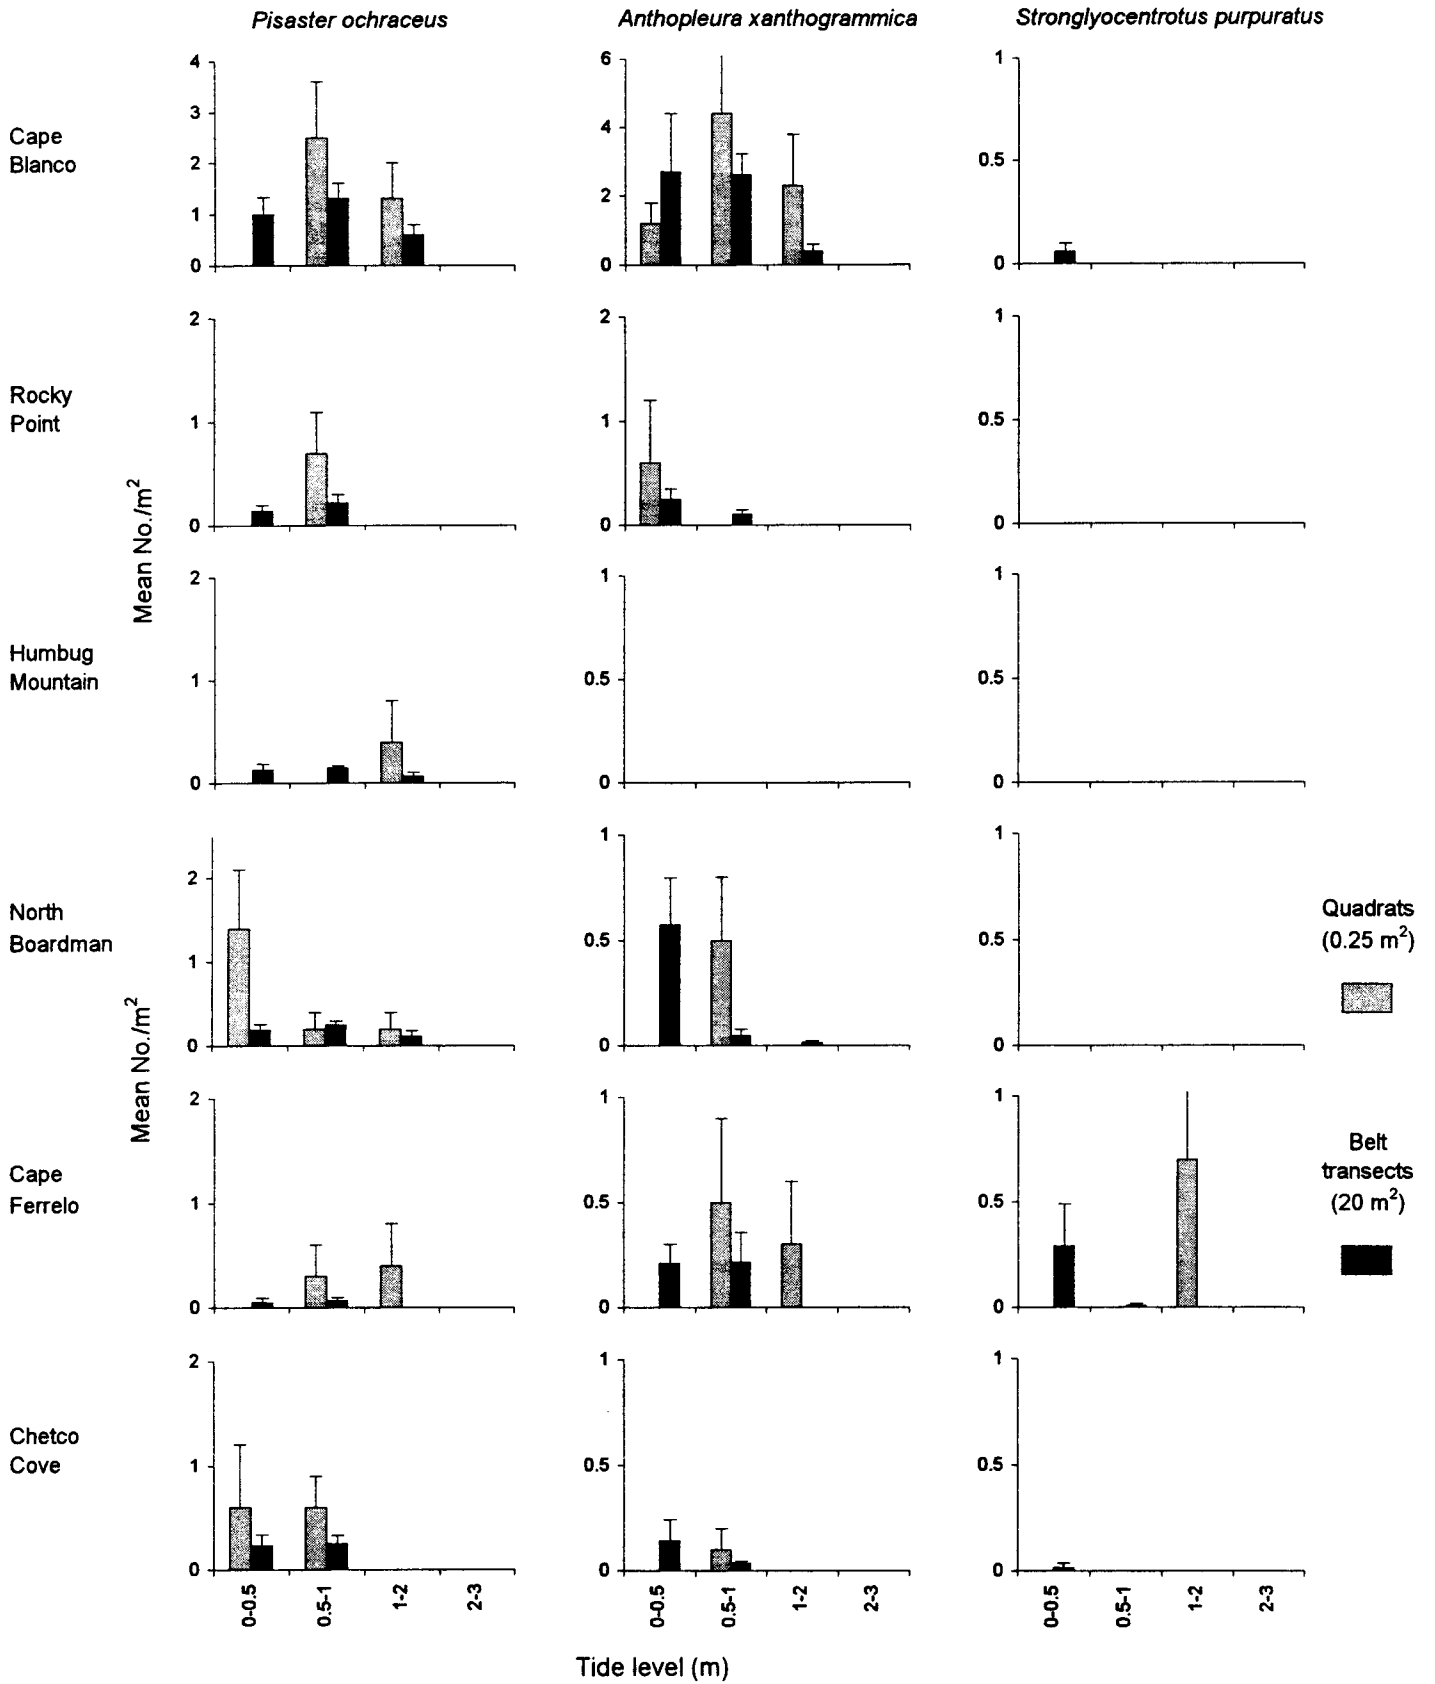 Pisaster ochraceus Anthopleura xanthogrammica Stronglyocentrotus purpuratus
4 6 1
3
Cape 4
Blanco 2 0.5
1 2
0 0 0
2 2 1
Rocky
Point 1 1 0.5
0 0 0
Mean No./m²
2 1 1
Humbug
Mountain 1 0.5 0.5
0 0 0
1 1
2
North Quadrats
Boardman 1 0.5 0.5 (0.25 m²)
0 0 0
Mean No./m²
2 1 1
Belt
Cape transects
Ferrelo 1 0.5 0.5 (20 m²)
0 0 0
2 1 1
Chetco
Cove 1 0.5 0.5
0 0 0
0-0.5 0.5-1 1-2 2-3 0-0.5 0.5-1 1-2 2-3 0-0.5 0.5-1 1-2 2-3
Tide level (m)